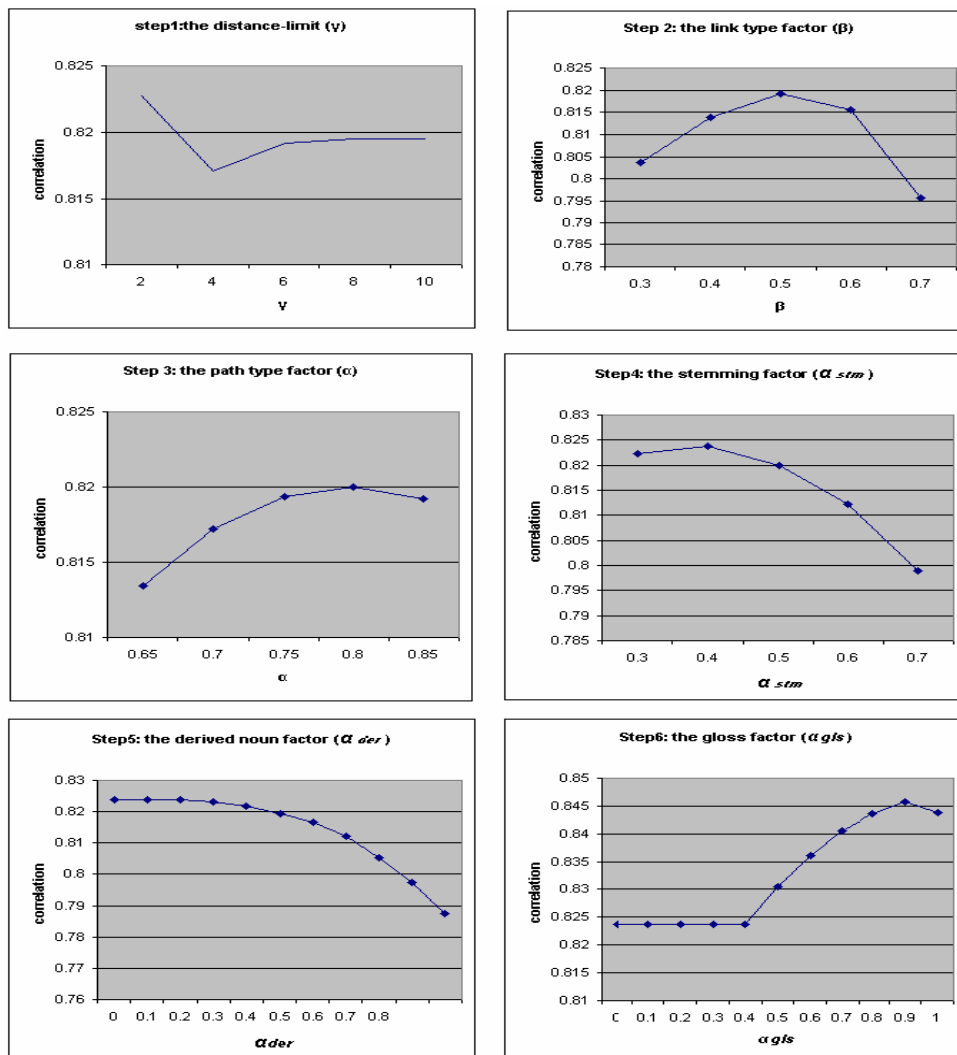 step1:the distance-limit (γ)
0.825
0.82
0.815
0.81
correlation
2 4 6 8 10
γ
Step 2: the link type factor (β)
0.825
0.82
0.815
0.81
0.805
0.8
0.795
0.79
0.785
0.78
correlation
0.3 0.4 0.5 0.6 0.7
β
Step 3: the path type factor (α)
0.825
0.82
0.815
0.81
correlation
0.65 0.7 0.75 0.8 0.85
α
Step4: the stemming factor (α stm)
0.83
0.825
0.82
0.815
0.81
0.805
0.8
0.795
0.79
0.785
correlation
0.3 0.4 0.5 0.6 0.7
α stm
Step5: the derived noun factor (α der)
0.83
0.82
0.81
0.8
0.79
0.78
0.77
0.76
correlation
0 0.1 0.2 0.3 0.4 0.5 0.6 0.7 0.8
α der
Step6: the gloss factor (α gls)
0.85
0.845
0.84
0.835
0.83
0.825
0.82
0.815
0.81
correlation
0.1 0.2 0.3 0.4 0.5 0.6 0.7 0.8 0.9 1
α gls